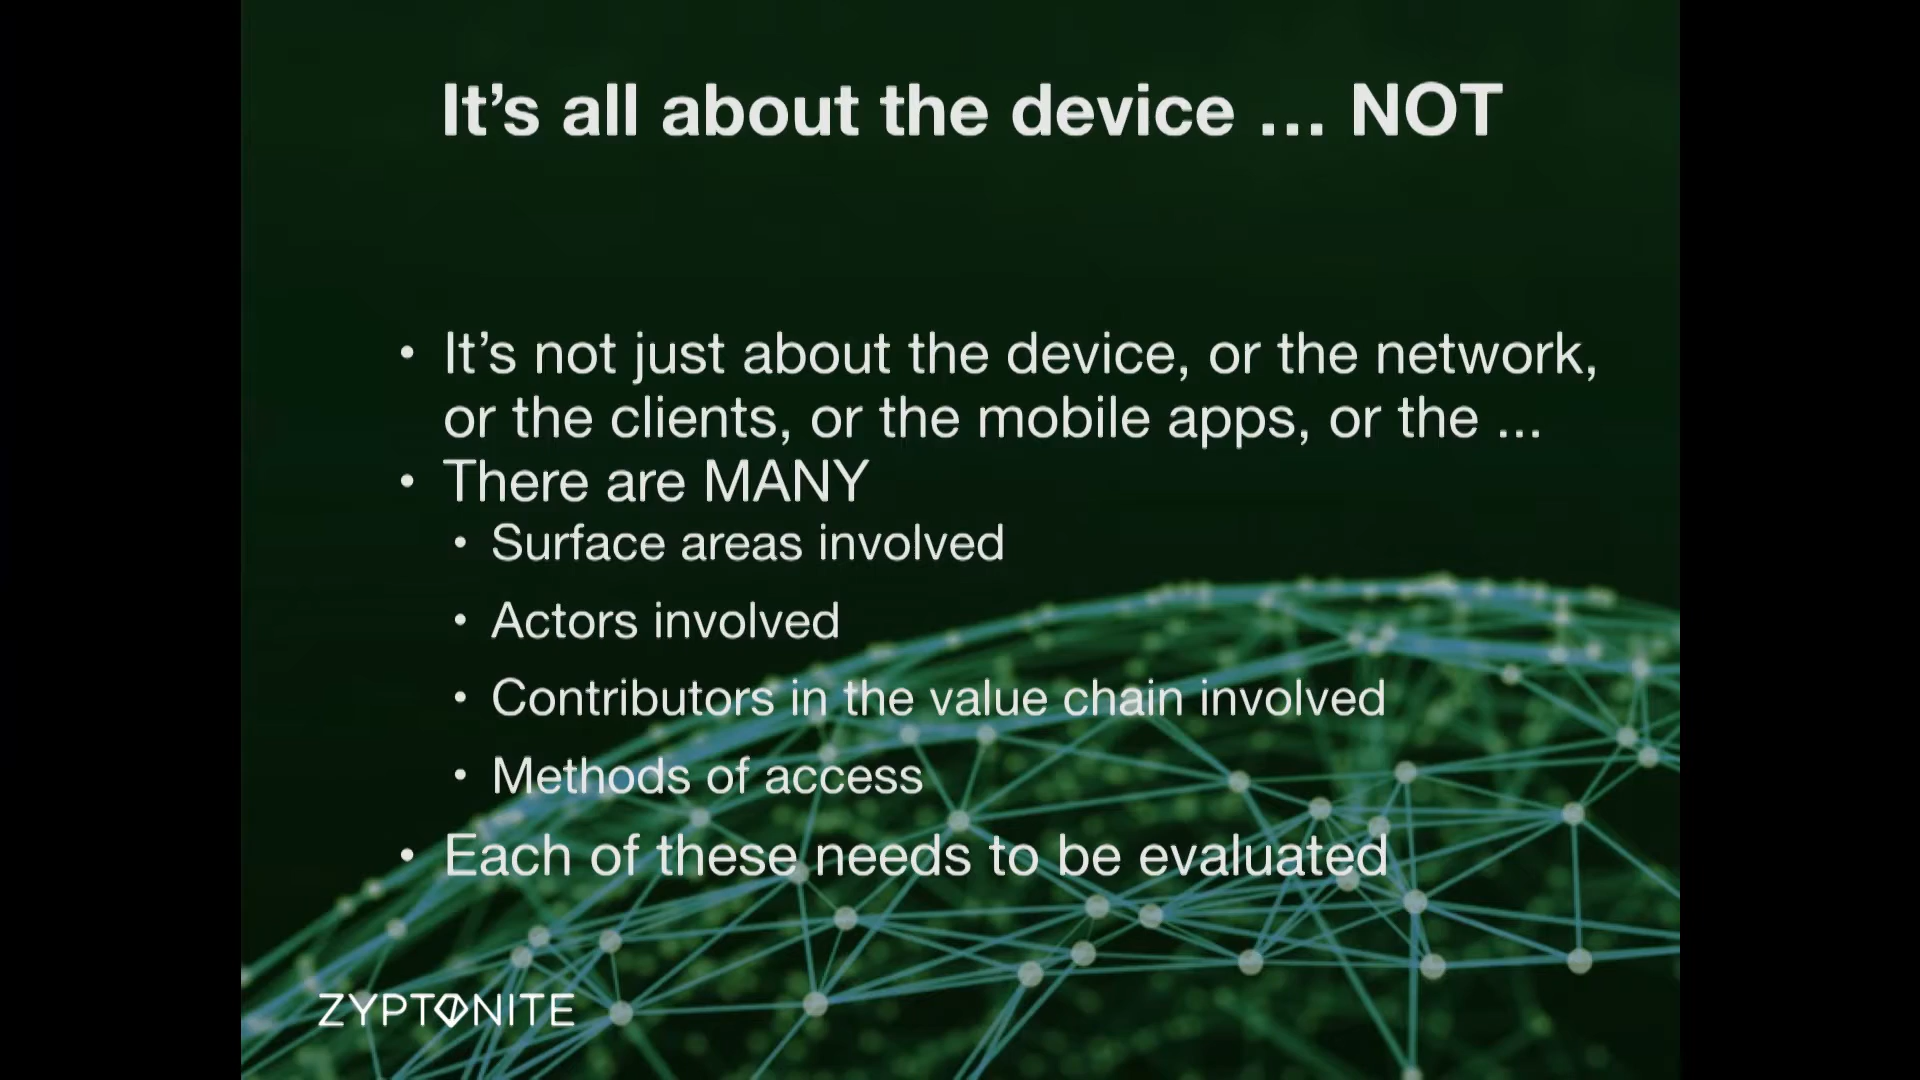 It’s all about the device … NOT
• It’s not just about the device, or the network,
or the clients, or the mobile apps, or the ...
• There are MANY
• Surface areas involved
• Actors involved
• Contributors in the value chain involved
• Methods of access
• Each of these needs to be evaluated
ZYPTONITE